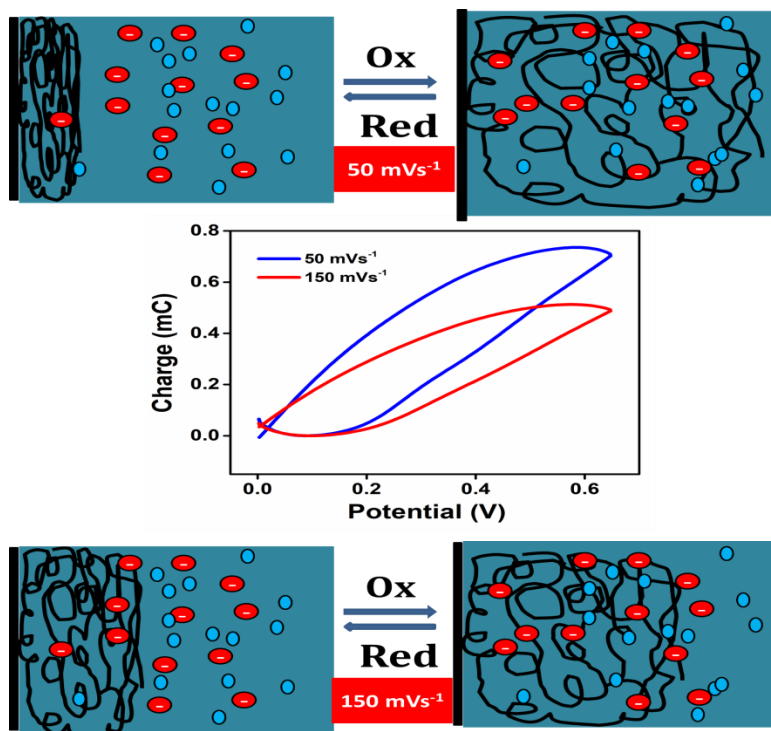 Ox
Red
50 mVs⁻¹
0.8
50 mVs⁻¹
150 mVs⁻¹
0.6
0.4
0.2
0.0
Charge (mC)
0.0 0.2 0.4 0.6
Potential (V)
Ox
Red
150 mVs⁻¹